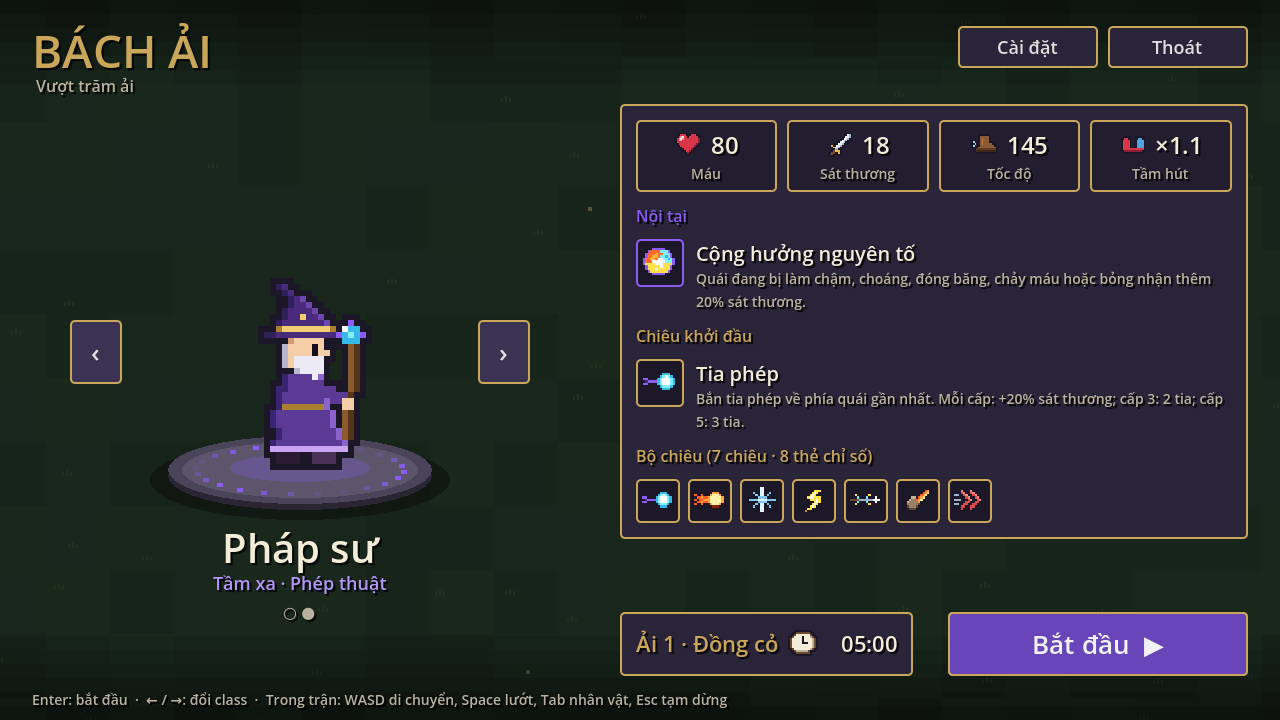 BÁCH ẢI
Vượt trăm ải
Cài đặt
Thoát
80
Máu
18
Sát thương
145
Tốc độ
×1.1
Tầm hút
Nội tại
Cộng hưởng nguyên tố
Quái đang bị làm chậm, choáng, đóng băng, chảy máu hoặc bỏng nhận thêm
20% sát thương.
Chiêu khởi đầu
Tia phép
Bắn tia phép về phía quái gần nhất. Mỗi cấp: +20% sát thương; cấp 3: 2 tia; cấp
5: 3 tia.
Bộ chiêu (7 chiêu · 8 thẻ chỉ số)
‹
›
Pháp sư
Tầm xa · Phép thuật
Ải 1 · Đồng cỏ 05:00
Bắt đầu ▶
Enter: bắt đầu · ← / →: đổi class · Trong trận: WASD di chuyển, Space lướt, Tab nhân vật, Esc tạm dừng